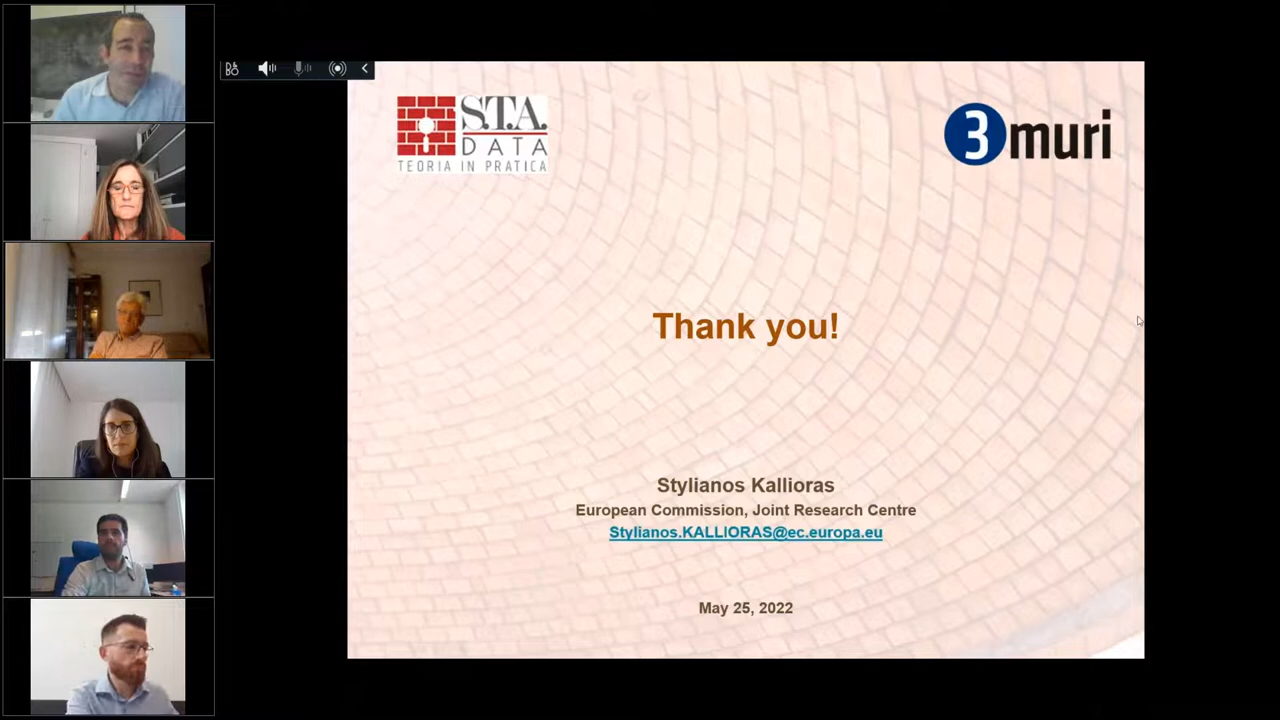 S.T.A.
DATA
TEORIA IN PRATICA
3muri
Thank you!
Stylianos Kallioras
European Commission, Joint Research Centre
Stylianos.KALLIORAS@ec.europa.eu
May 25, 2022